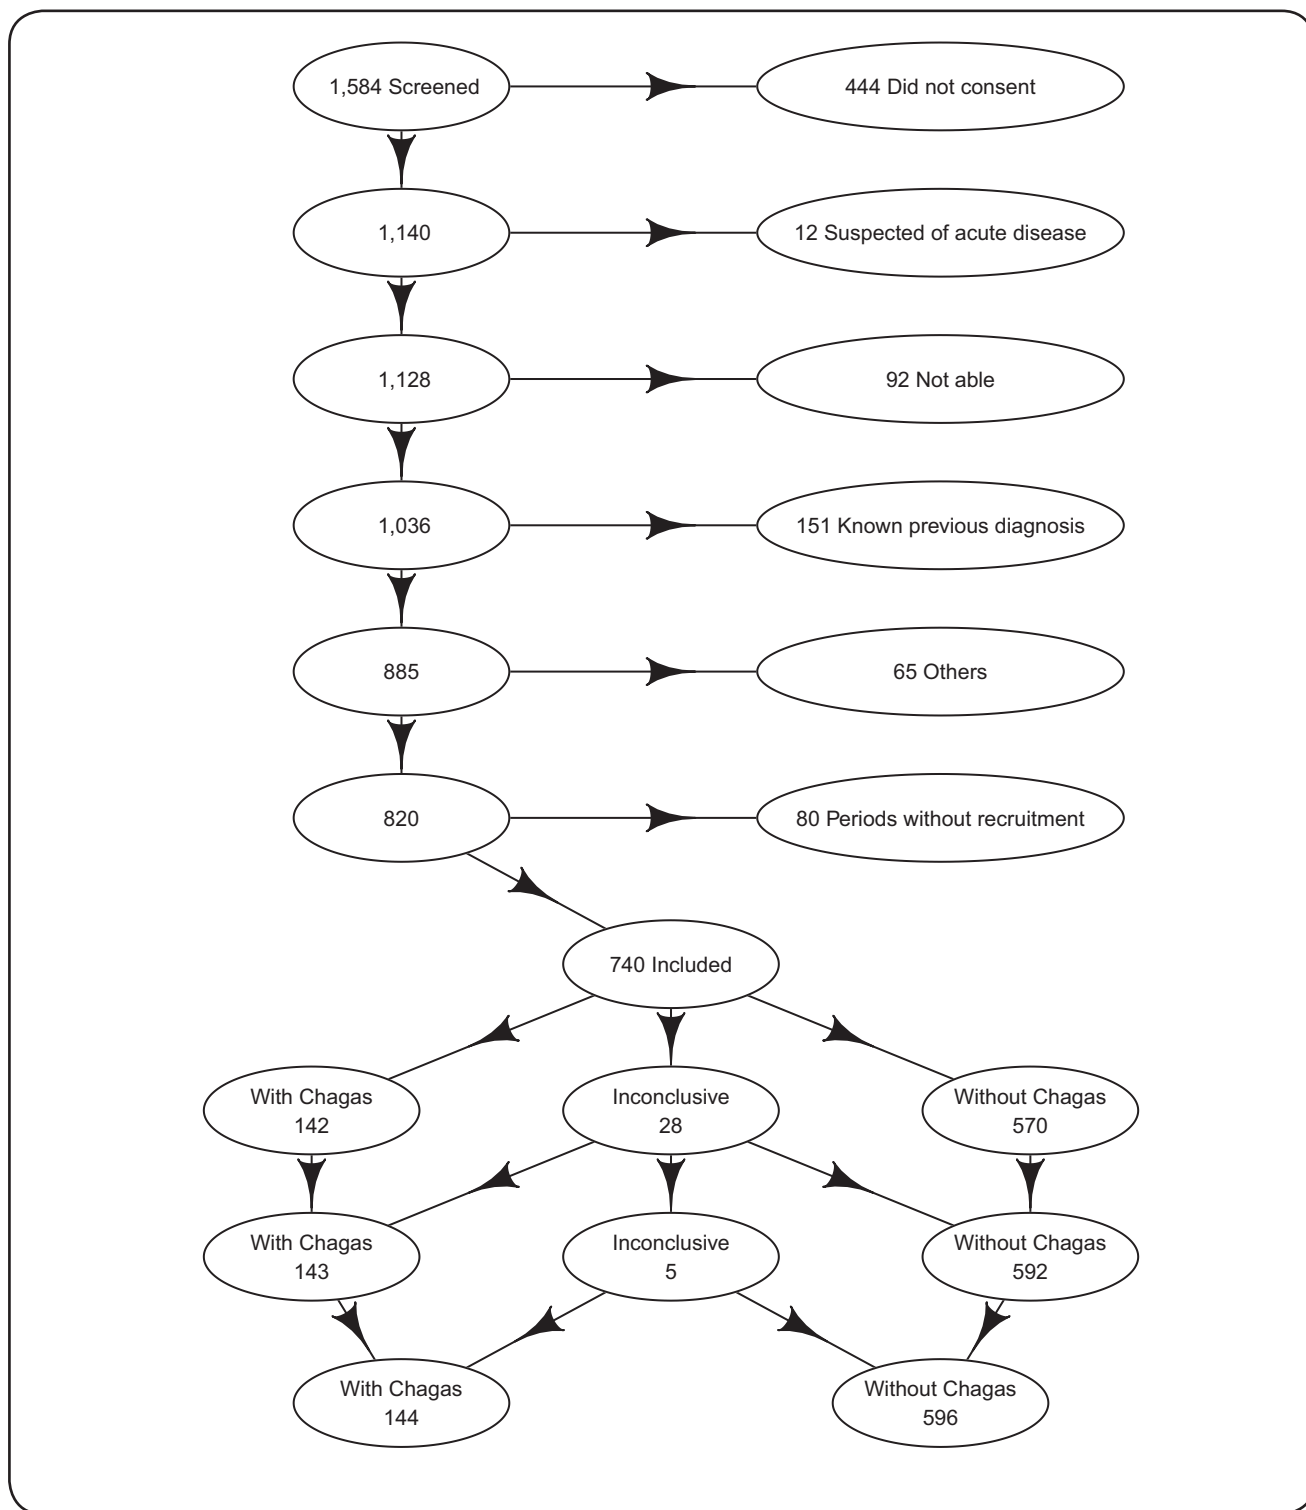 1,584 Screened
444 Did not consent
1,140
12 Suspected of acute disease
1,128
92 Not able
1,036
151 Known previous diagnosis
885
65 Others
820
80 Periods without recruitment
740 Included
With Chagas
142
Inconclusive
28
Without Chagas
570
With Chagas
143
Inconclusive
5
Without Chagas
592
With Chagas
144
Without Chagas
596